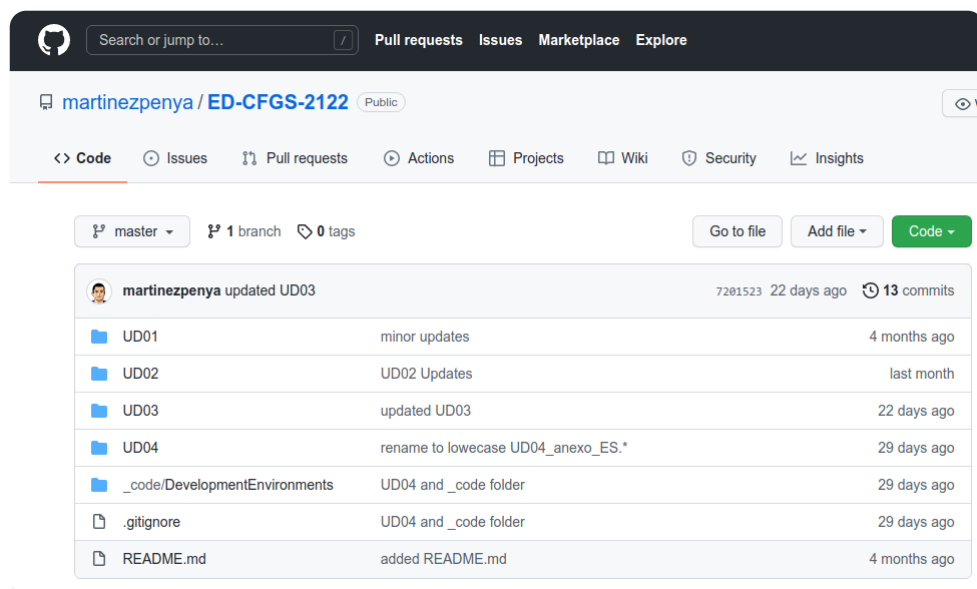 Search or jump to… / Pull requests Issues Marketplace Explore
martinezpenya / ED-CFGS-2122 Public
Code Issues Pull requests Actions Projects Wiki Security Insights
master 1 branch 0 tags Go to file Add file Code
martinezpenya updated UD03 7201523 22 days ago 13 commits
UD01 minor updates 4 months ago
UD02 UD02 Updates last month
UD03 updated UD03 22 days ago
UD04 rename to lowecase UD04_anexo_ES.* 29 days ago
_code/DevelopmentEnvironments UD04 and _code folder 29 days ago
.gitignore UD04 and _code folder 29 days ago
README.md added README.md 4 months ago